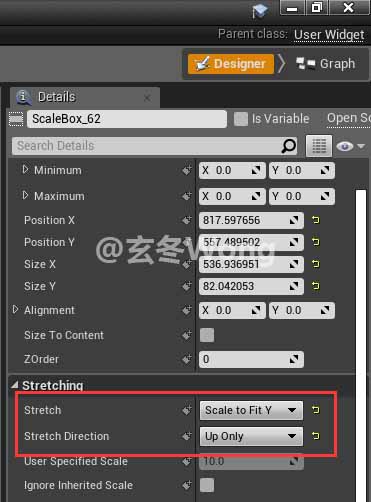 Parent class: User Widget
Designer Graph
Details
ScaleBox_62 Is Variable Open Sc
Search Details
Minimum X 0.0 Y 0.0
Maximum X 0.0 Y 0.0
Position X 817.597656
Position Y 557.489502
@玄冬Wong
Size X 536.936951
Size Y 82.042053
Alignment X 0.0 Y 0.0
Size To Content
ZOrder 0
Stretching
Stretch Scale to Fit Y
Stretch Direction Up Only
User Specified Scale 10.0
Ignore Inherited Scale